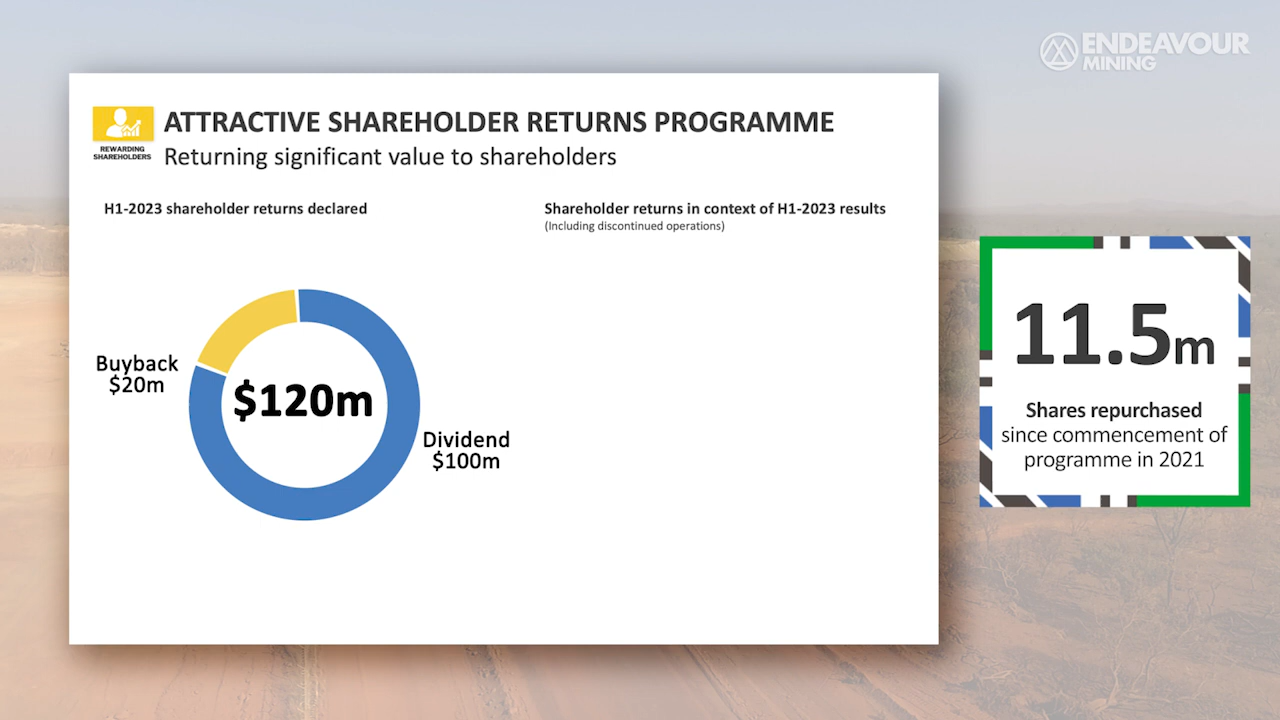 ENDEAVOUR
MINING
REWARDING
SHAREHOLDERS
ATTRACTIVE SHAREHOLDER RETURNS PROGRAMME
Returning significant value to shareholders
H1-2023 shareholder returns declared
Buyback
$20m
$120m
Dividend
$100m
Shareholder returns in context of H1-2023 results
(Including discontinued operations)
11.5m
Shares repurchased
since commencement of
programme in 2021